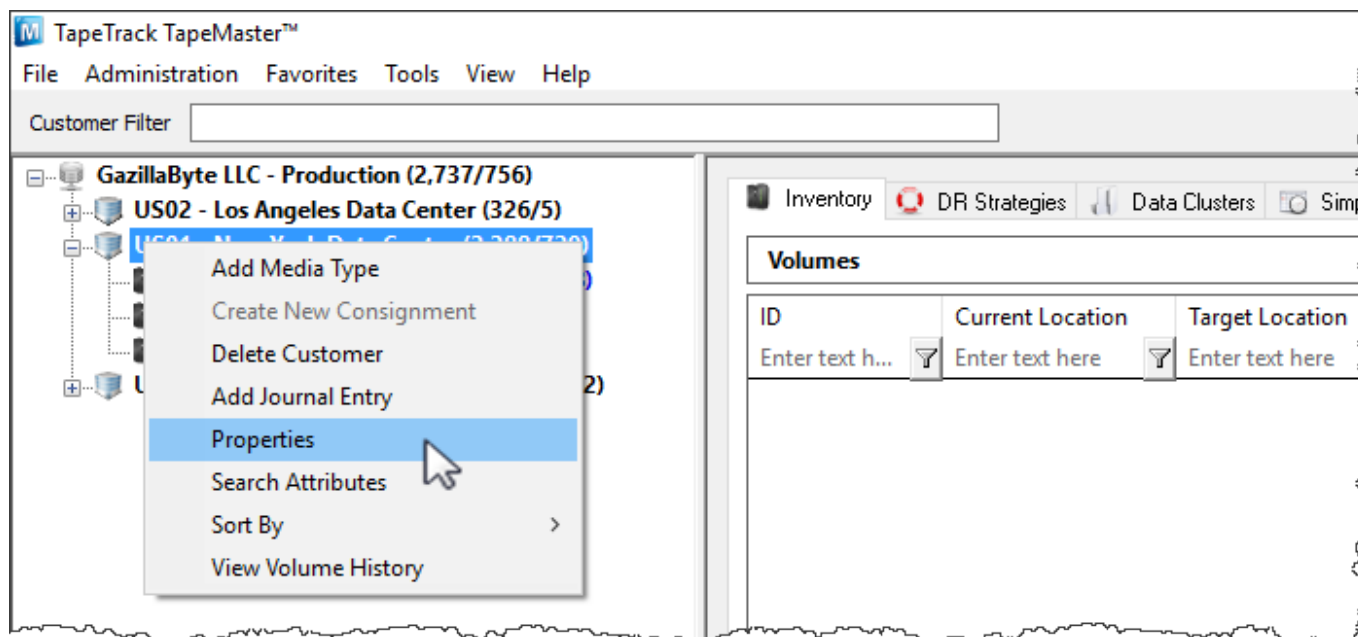 TapeTrack TapeMaster™
File Administration Favorites Tools View Help
Customer Filter
GazillaByte LLC - Production (2,737/756)
US02 - Los Angeles Data Center (326/5)
Inventory DR Strategies Data Clusters
Volumes
ID Current Location Target Location
Enter text h... Enter text here Enter text here
Add Media Type
Create New Consignment
Delete Customer
Add Journal Entry
Properties
Search Attributes
Sort By >
View Volume History
2)